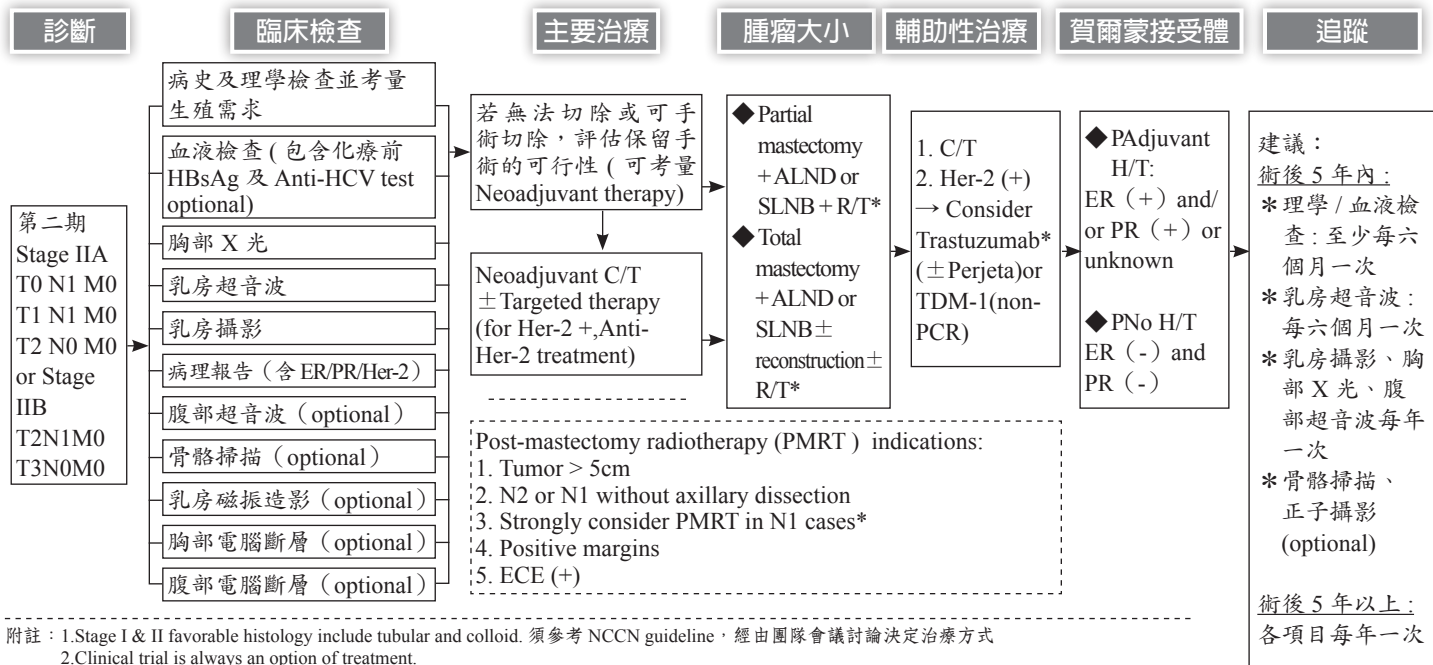 診斷
臨床檢查
主要治療
腫瘤大小
輔助性治療
賀爾蒙接受體
追蹤
第二期
Stage IIA
T0 N1 M0
T1 N1 M0
T2 N0 M0
or Stage
IIB
T2N1M0
T3N0M0
病史及理學檢查並考量
生殖需求
血液檢查 ( 包含化療前
HBsAg 及 Anti-HCV test
optional)
胸部 X 光
乳房超音波
乳房攝影
病理報告（含 ER/PR/Her-2）
腹部超音波（optional）
骨骼掃描（optional）
乳房磁振造影（optional）
胸部電腦斷層（optional）
腹部電腦斷層（optional）
若無法切除或可手
術切除，評估保留手
術的可行性 ( 可考量
Neoadjuvant therapy)
Neoadjuvant C/T
±Targeted therapy
(for Her-2 +,Anti-
Her-2 treatment)
◆Partial
mastectomy
+ALND or
SLNB+R/T*
◆Total
mastectomy
+ALND or
SLNB±
reconstruction±
R/T*
1. C/T
2. Her-2 (+)
→ Consider
Trastuzumab*
(±Perjeta)or
TDM-1(non-
PCR)
◆PAdjuvant
H/T:
ER（+）and/
or PR（+）or
unknown
◆PNo H/T
ER（-）and
PR（-）
建議：
術後 5 年內 :
＊理學 / 血液檢
查 : 至少每六
個月一次
＊乳房超音波 :
每六個月一次
＊乳房攝影、胸
部 X 光、腹
部超音波每年
一次
＊骨骼掃描、
正子攝影
(optional)
術後 5 年以上 :
各項目每年一次
Post-mastectomy radiotherapy (PMRT ) indications:
1. Tumor > 5cm
2. N2 or N1 without axillary dissection
3. Strongly consider PMRT in N1 cases*
4. Positive margins
5. ECE (+)
附註：1.Stage I & II favorable histology include tubular and colloid. 須參考 NCCN guideline，經由團隊會議討論決定治療方式
2.Clinical trial is always an option of treatment.